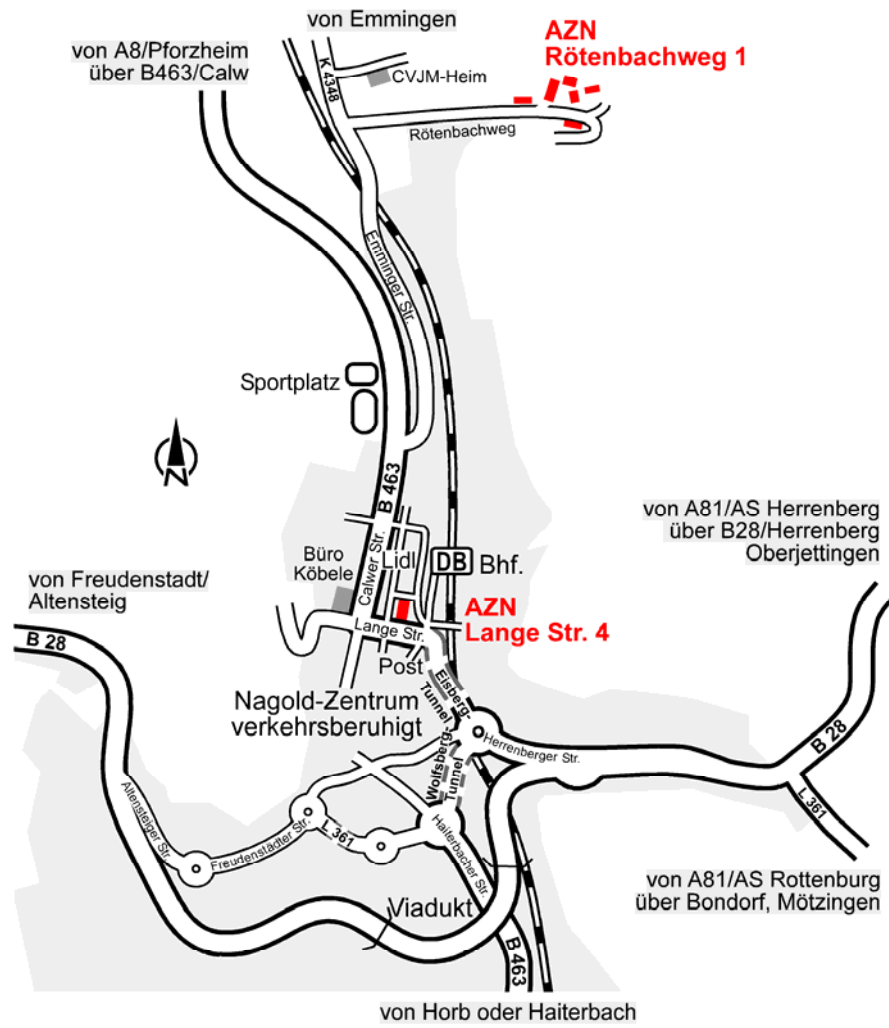 von Emmingen
von A8/Pforzheim
über B463/Calw
AZN
Rötenbachweg 1
K 4348
CVJM-Heim
Rötenbachweg
Emminger Str.
Sportplatz
N
B 463
von A81/AS Herrenberg
über B28/Herrenberg
Oberjettingen
Büro
Köbele
Calwer Str.
Lidl
DB Bhf.
von Freudenstadt/
Altensteig
AZN
Lange Str. 4
Lange Str.
B 28
Post
Nagold-Zentrum
verkehrsberuhigt
Eisberg-
Tunnel
Herrenberger Str.
B 28
Wolfsberg-
Tunnel
L 361
Altensteiger Str.
Freudenstädter Str.
L 361
Haiterbacher Str.
von A81/AS Rottenburg
über Bondorf, Mötzingen
Viadukt
B 463
von Horb oder Haiterbach